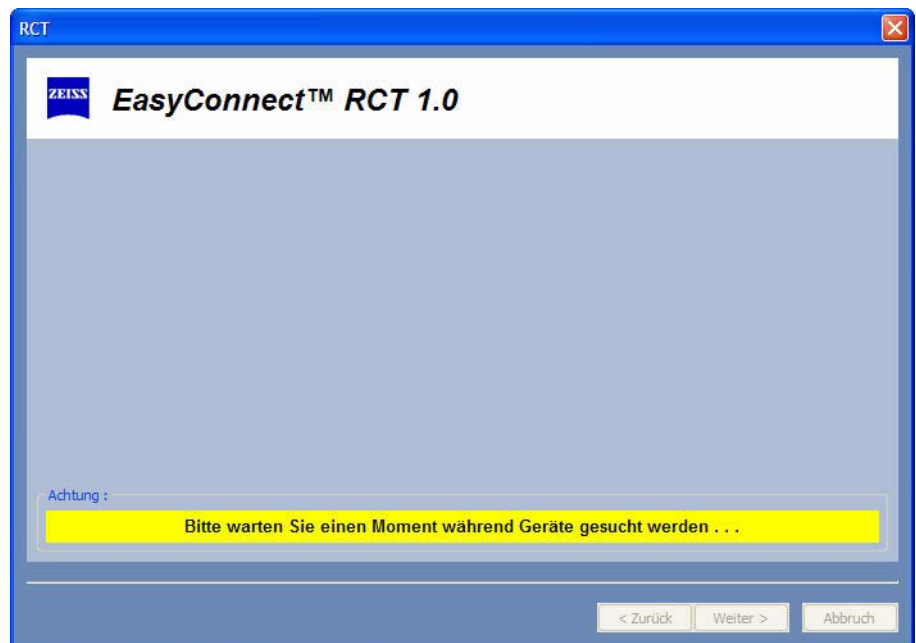 RCT
ZEISS
EasyConnect™ RCT 1.0
Achtung :
Bitte warten Sie einen Moment während Geräte gesucht werden . . .
< Zurück Weiter > Abbruch